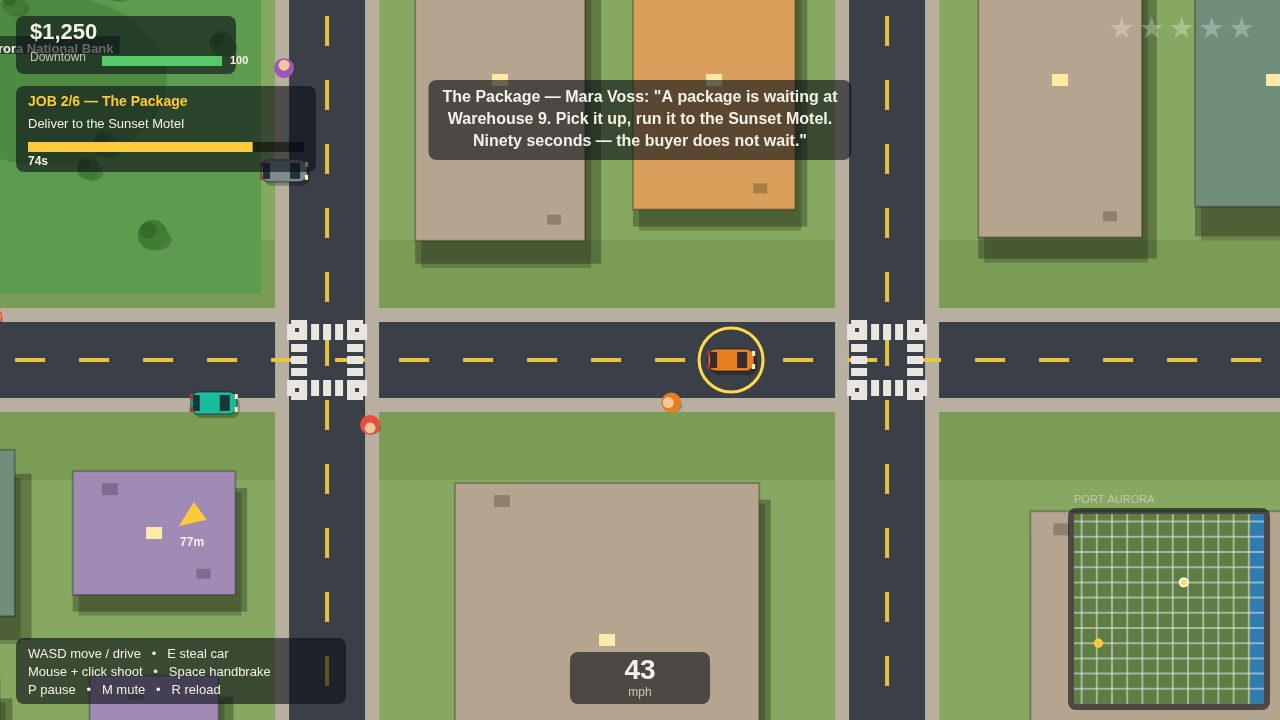 $1,250
rora National Bank
Downtown
100
JOB 2/6 — The Package
Deliver to the Sunset Motel
74s
The Package — Mara Voss: "A package is waiting at
Warehouse 9. Pick it up, run it to the Sunset Motel.
Ninety seconds — the buyer does not wait."
77m
PORT AURORA
WASD move / drive • E steal car
Mouse + click shoot • Space handbrake
P pause • M mute • R reload
43
mph